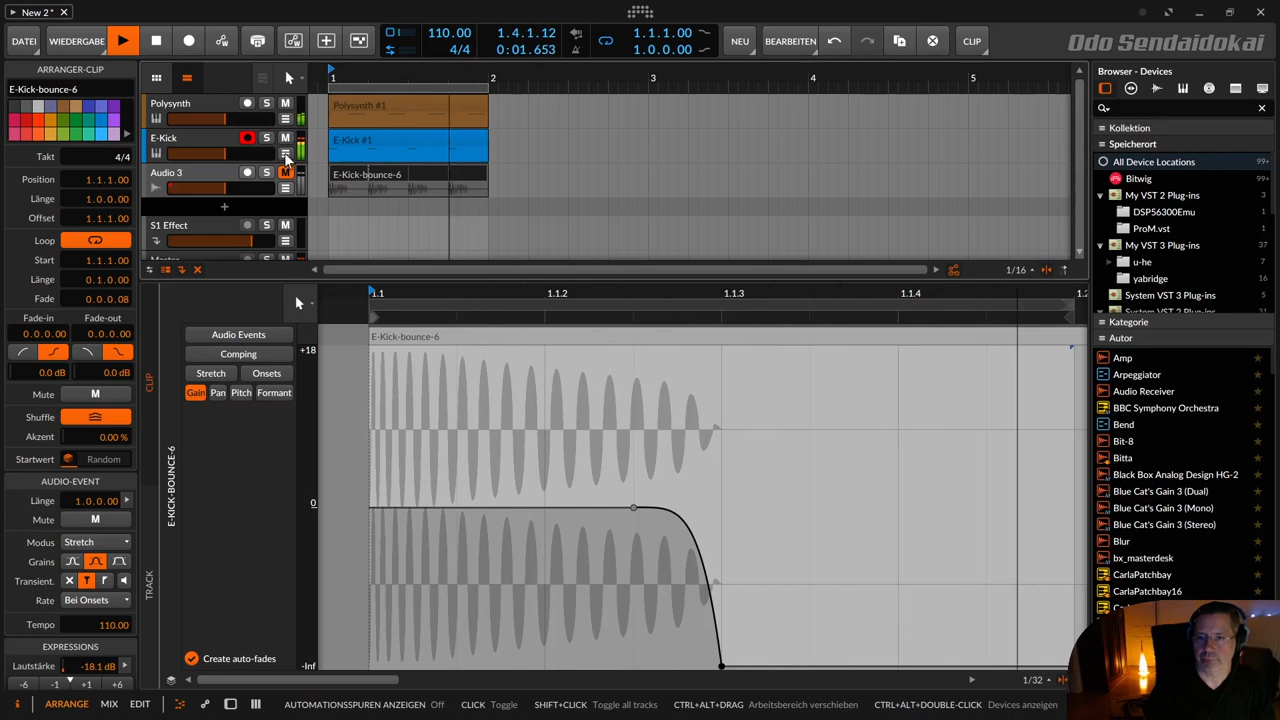 New 2 *
DATEI
WIEDERGABE
110.00
4/4
1.4.1.12
0:01.653
1.1.1.00
1.0.0.00
NEU
BEARBEITEN
CLIP
Odo Sendaidokai
ARRANGER-CLIP
E-Kick-bounce-6
Takt 4/4
Position 1.1.1.00
Länge 1.0.0.00
Offset 1.1.1.00
Loop
Start 1.1.1.00
Länge 0.1.0.00
Fade 0.0.0.08
Fade-in Fade-out
0.0.0.00 0.0.0.00
0.0 dB 0.0 dB
Mute M
Shuffle
Akzent 0.00 %
Startwert Random
AUDIO-EVENT
Länge 1.0.0.00
Mute M
Modus Stretch
Grains
Transient.
Rate Bei Onsets
Tempo 110.00
EXPRESSIONS
Lautstärke -18.1 dB
-6 -1 +1 +6
1 2 3 4 5
Polysynth S M
E-Kick S M
Audio 3 S M
+
S1 Effect S M
Master
Polysynth #1
E-Kick #1
E-Kick-bounce-6
1/16
CLIP
TRACK
E-KICK-BOUNCE-6
Audio Events
Comping
Stretch Onsets
Gain Pan Pitch Formant
Create auto-fades
1.1 1.1.2 1.1.3 1.1.4 1.2
E-Kick-bounce-6
+18
0
-Inf
1/32
Browser - Devices
Kollektion
Speicherort
All Device Locations 99+
Bitwig 99+
My VST 2 Plug-ins 17
DSP56300Emu
ProM.vst
My VST 3 Plug-ins 37
u-he
yabridge 16
System VST 3 Plug-ins 5
Kategorie
Autor
Amp
Arpeggiator
Audio Receiver
BBC Symphony Orchestra
Bend
Bit-8
Bitta
Black Box Analog Design HG-2
Blue Cat's Gain 3 (Dual)
Blue Cat's Gain 3 (Mono)
Blue Cat's Gain 3 (Stereo)
Blur
bx_masterdesk
CarlaPatchbay
CarlaPatchbay16
i ARRANGE MIX EDIT
AUTOMATIONSSPUREN ANZEIGEN Off CLICK Toggle SHIFT+CLICK Toggle all tracks CTRL+ALT+DRAG Arbeitsbereich verschieben CTRL+ALT+DOUBLE-CLICK Devices anzeigen